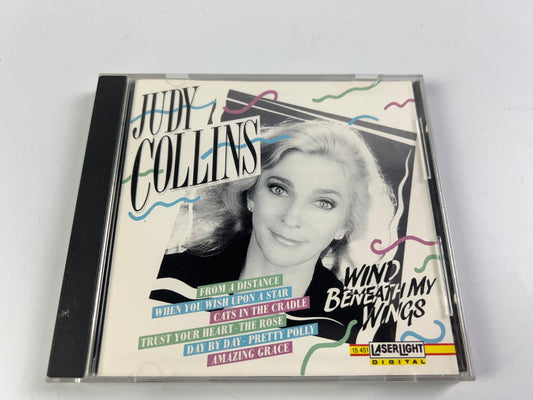 JUDY
COLLINS
FROM A DISTANCE
WHEN YOU WISH UPON A STAR
CATS IN THE CRADLE
TRUST YOUR HEART · THE ROSE
DAY BY DAY · PRETTY POLLY
AMAZING GRACE
WIND
BENEATH MY
WINGS
15 451 LASERLIGHT
DIGITAL